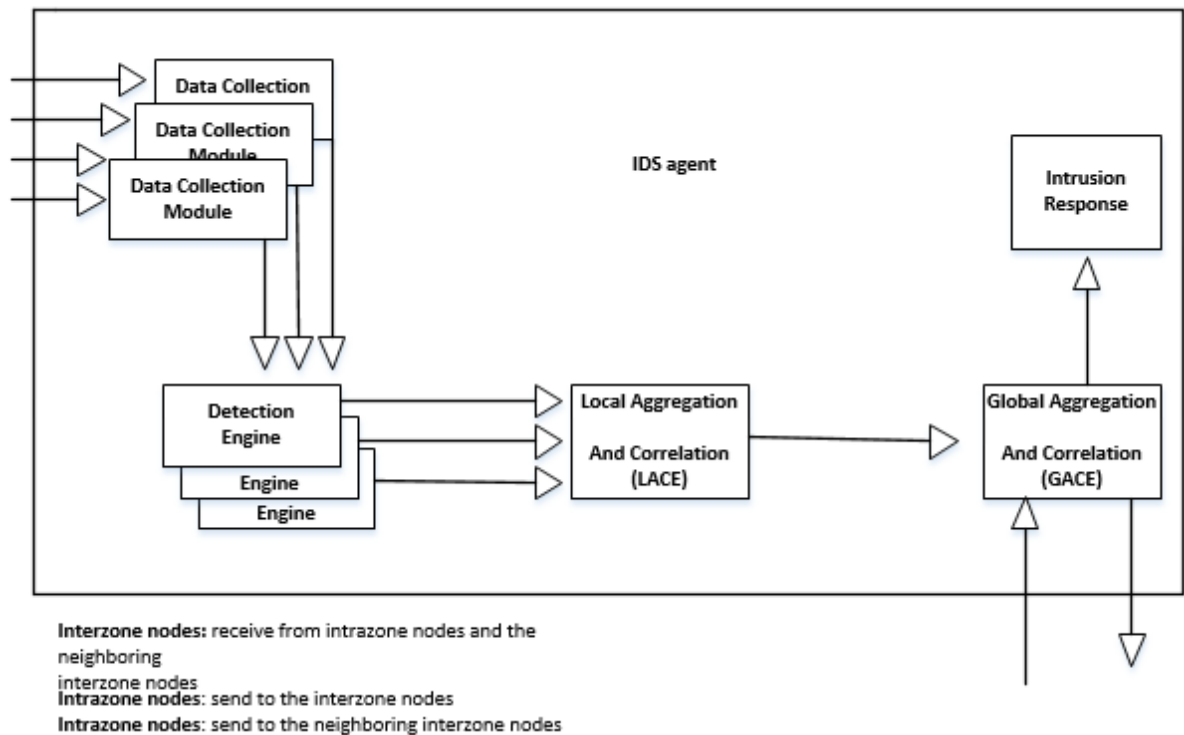 Data Collection
Data Collection
Module
Data Collection
Module
IDS agent
Intrusion
Response
Detection
Engine
Engine
Engine
Local Aggregation
And Correlation
(LACE)
Global Aggregation
And Correlation
(GACE)
Interzone nodes: receive from intrazone nodes and the
neighboring
interzone nodes
Intrazone nodes: send to the interzone nodes
Intrazone nodes: send to the neighboring interzone nodes